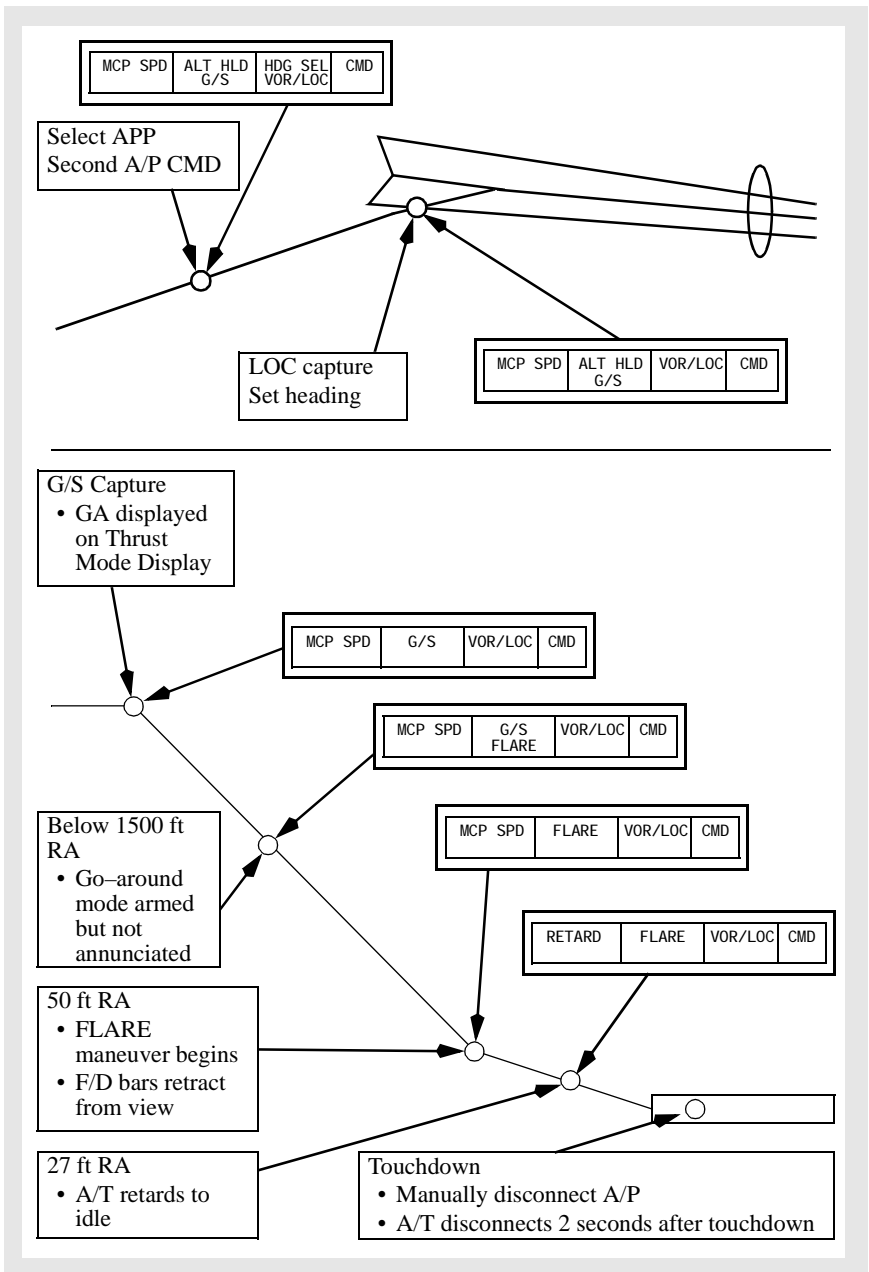 MCP SPD ALT HLD HDG SEL CMD
G/S VOR/LOC
Select APP
Second A/P CMD
LOC capture
Set heading
MCP SPD ALT HLD VOR/LOC CMD
G/S
G/S Capture
• GA displayed
on Thrust
Mode Display
MCP SPD G/S VOR/LOC CMD
MCP SPD G/S VOR/LOC CMD
FLARE
Below 1500 ft
RA
• Go–around
mode armed
but not
annunciated
MCP SPD FLARE VOR/LOC CMD
RETARD FLARE VOR/LOC CMD
50 ft RA
• FLARE
maneuver begins
• F/D bars retract
from view
27 ft RA
• A/T retards to
idle
Touchdown
• Manually disconnect A/P
• A/T disconnects 2 seconds after touchdown